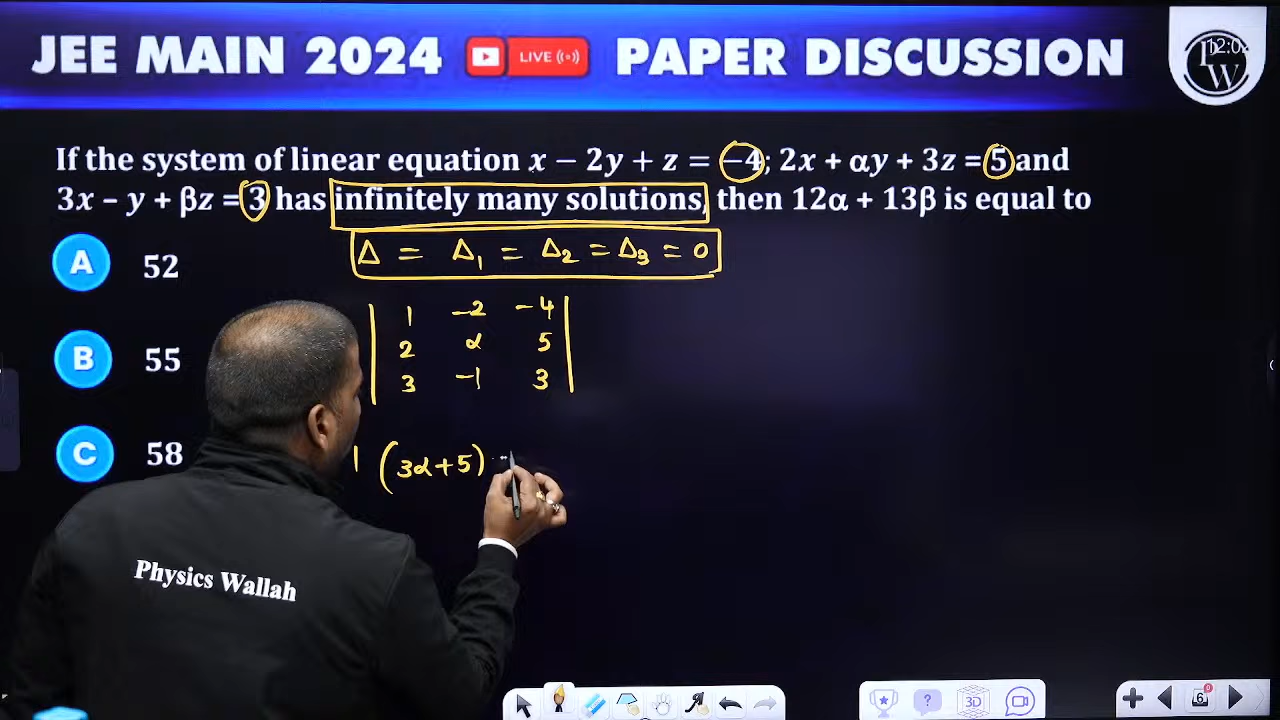 JEE MAIN 2024 LIVE PAPER DISCUSSION
If the system of linear equation x − 2y + z = −4; 2x + αy + 3z = 5 and
3x – y + βz = 3 has infinitely many solutions, then 12α + 13β is equal to
Δ = Δ₁ = Δ₂ = Δ₃ = 0
A 52
1 -2 -4
2 α 5
B 55
3 -1 3
C 58
1 (3α+5)
Physics Wallah
? 3D
6